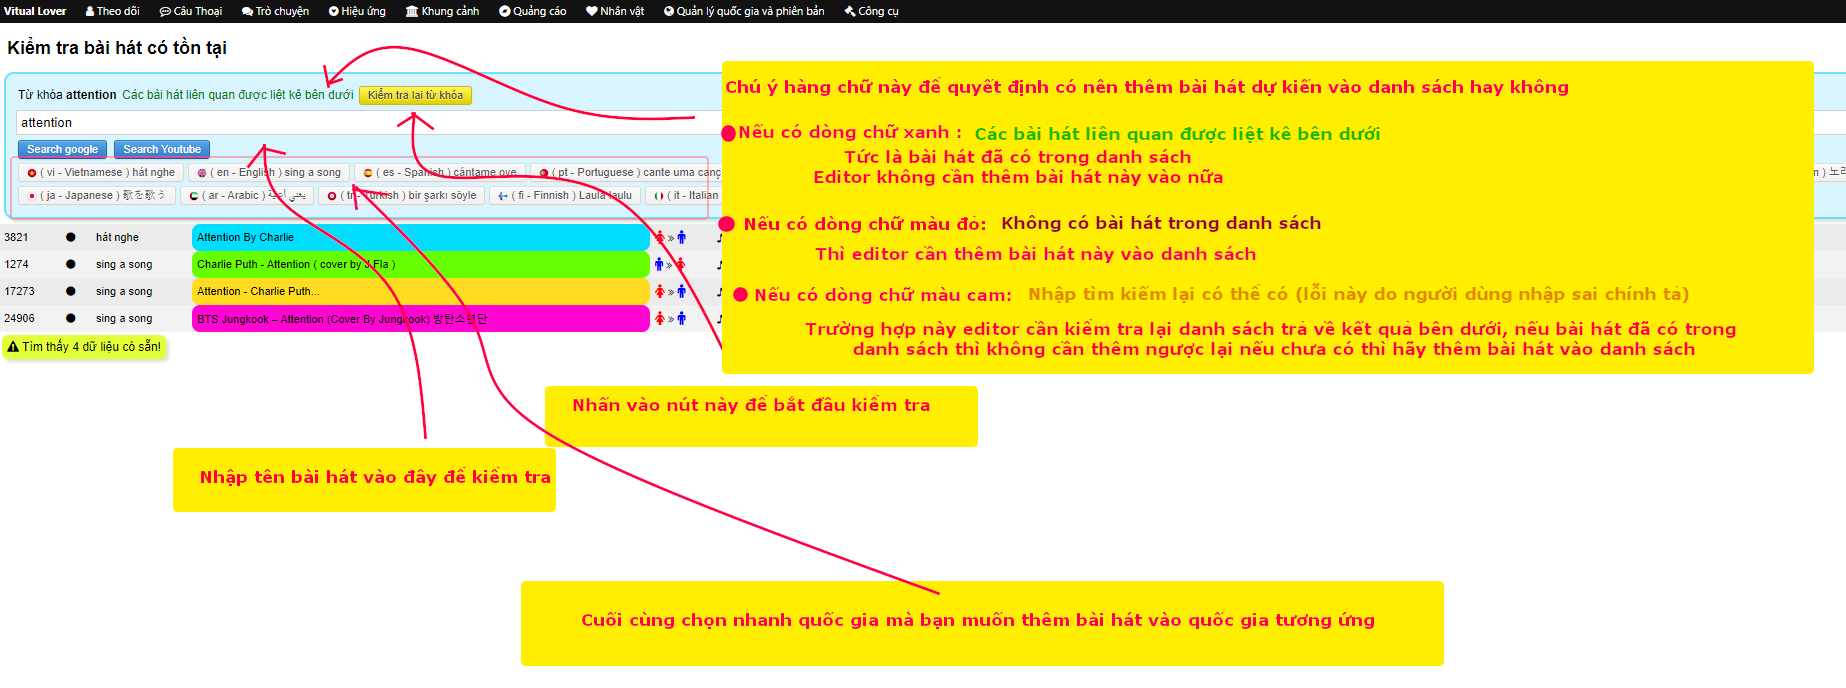 Vitual Lover Theo dõi Câu Thoại Trò chuyện Hiệu ứng Khung cảnh Quảng cáo Nhân vật Quản lý quốc gia và phiên bản Công cụ
Kiểm tra bài hát có tồn tại
Từ khóa attention Các bài hát liên quan được liệt kê bên dưới Kiểm tra lại từ khóa
attention
Search google Search Youtube
( vi - Vietnamese ) hát nghe ( en - English ) sing a song ( es - Spanish ) cántame oye ( pt - Portuguese ) cante uma canç
( ja - Japanese ) 歌を歌う ( ar - Arabic ) يغني أغنية ( tr - Turkish ) bir şarkı söyle ( fi - Finnish ) Laula laulu ( it - Italian
n ) 노래
3821 hát nghe Attention By Charlie »
1274 sing a song Charlie Puth - Attention ( cover by J.Fla ) »
17273 sing a song Attention - Charlie Puth... »
24906 sing a song BTS Jungkook – Attention (Cover By Jungkook) 방탄소년단 »
Tìm thấy 4 dữ liệu có sẵn!
Chú ý hàng chữ này để quyết định có nên thêm bài hát dự kiến vào danh sách hay không
Nếu có dòng chữ xanh : Các bài hát liên quan được liệt kê bên dưới
Tức là bài hát đã có trong danh sách
Editor không cần thêm bài hát này vào nữa
Nếu có dòng chữ màu đỏ: Không có bài hát trong danh sách
Thì editor cần thêm bài hát này vào danh sách
Nếu có dòng chữ màu cam: Nhập tìm kiếm lại có thể có (lỗi này do người dùng nhập sai chính tả)
Trường hợp này editor cần kiểm tra lại danh sách trả về kết quả bên dưới, nếu bài hát đã có trong
danh sách thì không cần thêm ngược lại nếu chưa có thì hãy thêm bài hát vào danh sách
Nhấn vào nút này để bắt đầu kiểm tra
Nhập tên bài hát vào đây để kiểm tra
Cuối cùng chọn nhanh quốc gia mà bạn muốn thêm bài hát vào quốc gia tương ứng